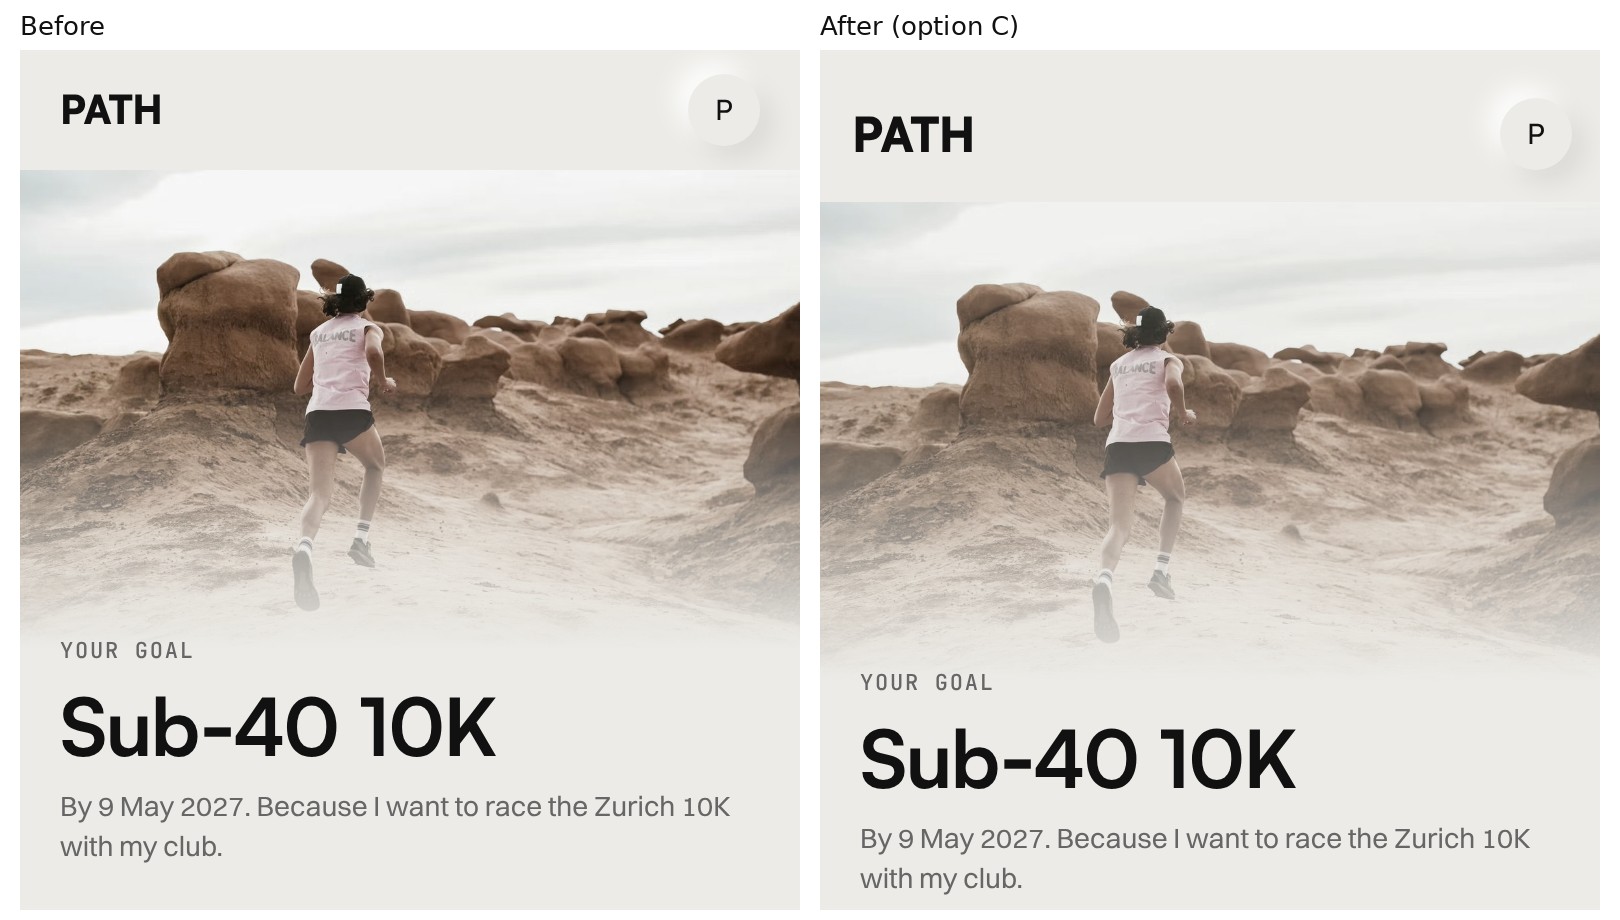 Before
PATH
P
BALANCE
YOUR GOAL
Sub-40 10K
By 9 May 2027. Because I want to race the Zurich 10K
with my club.
After (option C)
PATH
P
BALANCE
YOUR GOAL
Sub-40 10K
By 9 May 2027. Because I want to race the Zurich 10K
with my club.